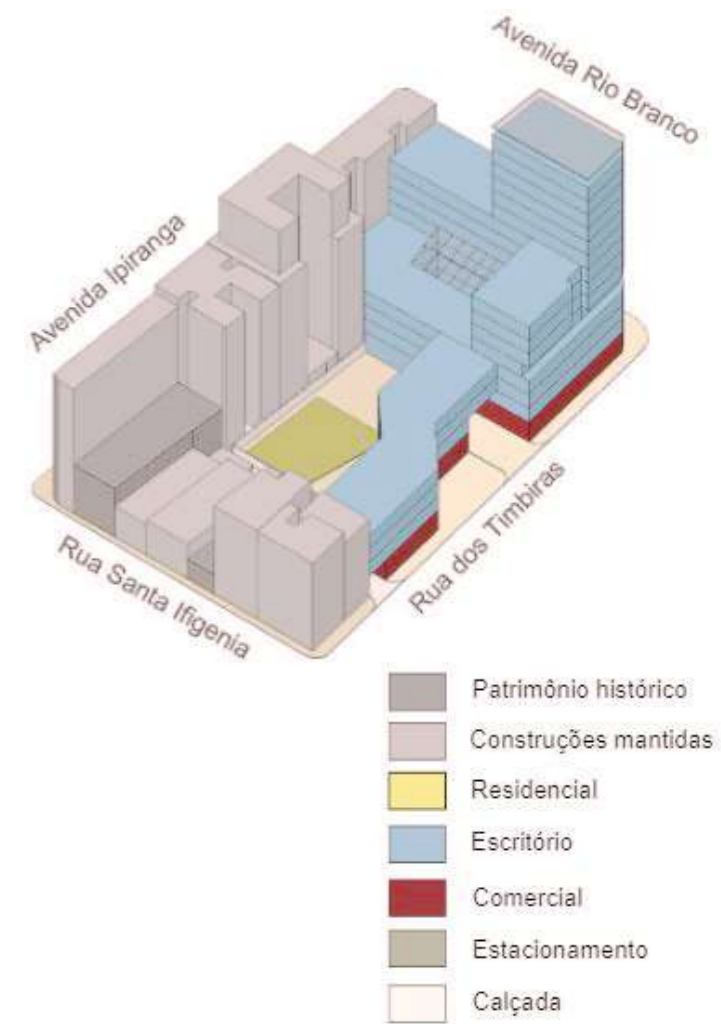 Avenida Rio Branco
Avenida Ipiranga
Rua Santa Ifigenia
Rua dos Timbiras
Patrimônio histórico
Construções mantidas
Residencial
Escritório
Comercial
Estacionamento
Calçada